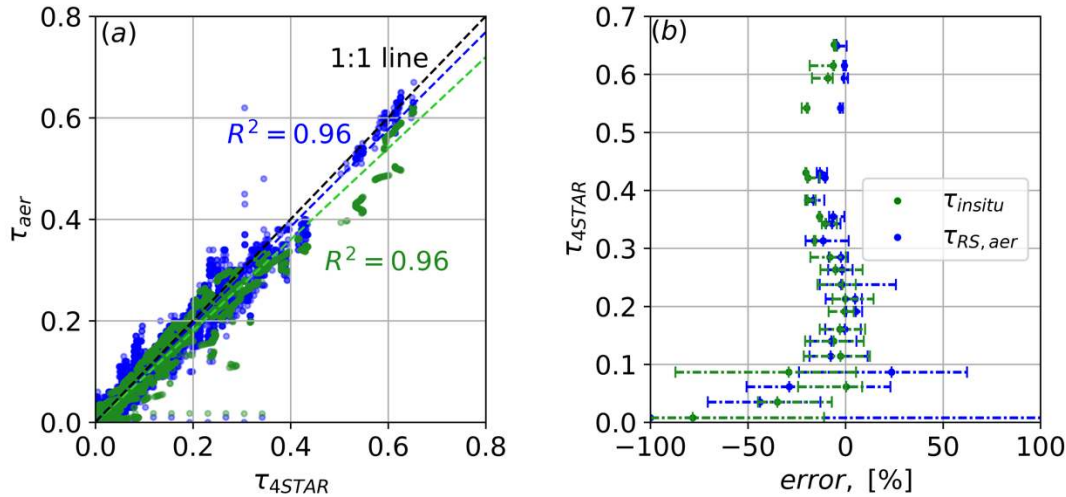 (a)
0.8
0.6
0.4
0.2
0.0
τ_aer
1:1 line
R² = 0.96
R² = 0.96
0.0 0.2 0.4 0.6 0.8
τ_4STAR
(b)
0.7
0.6
0.5
0.4
0.3
0.2
0.1
0.0
τ_4STAR
τ_insitu
τ_RS, aer
−100 −50 0 50 100
error, [%]